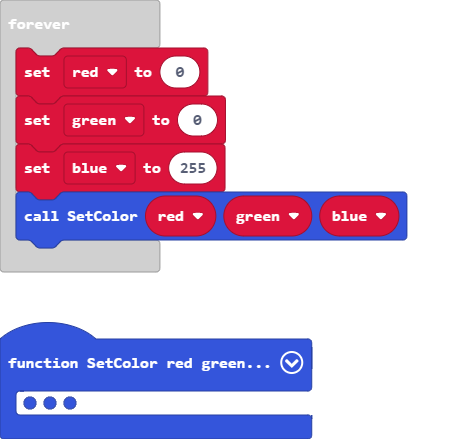 forever
set red to 0
set green to 0
set blue to 255
call SetColor red green blue
function SetColor red green...